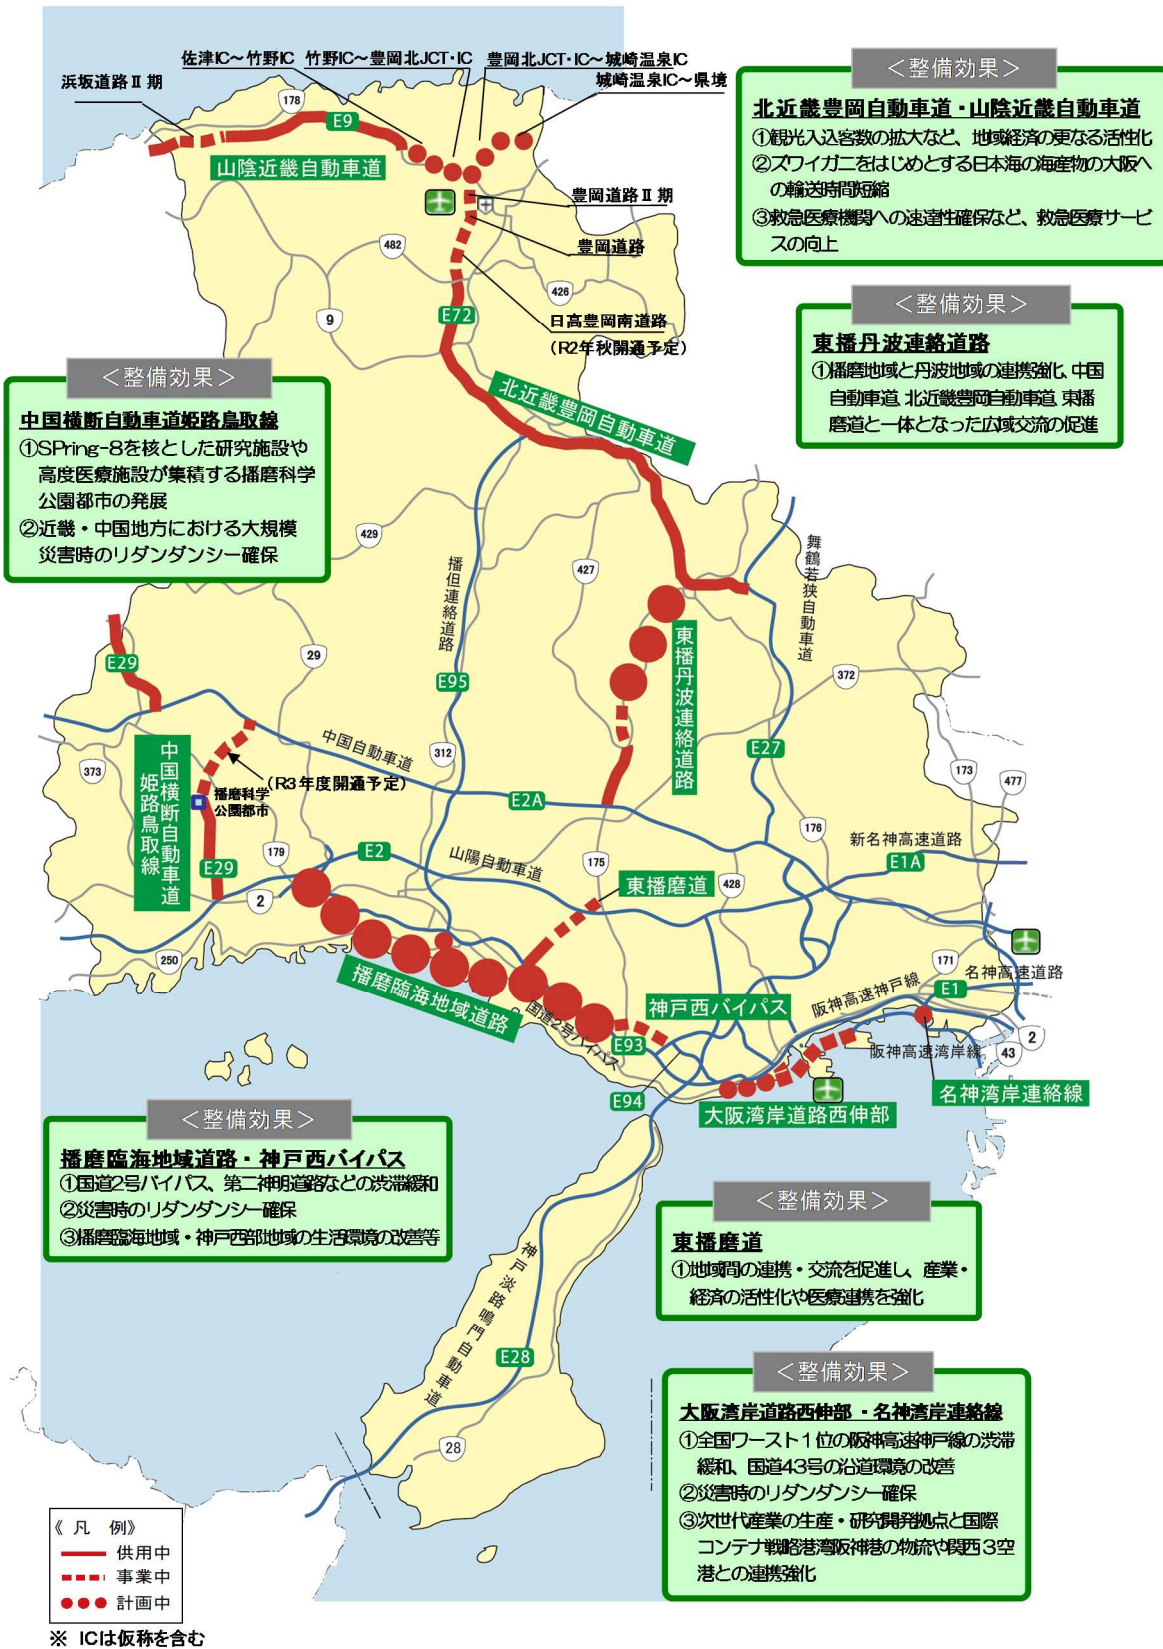 佐津IC～竹野IC
竹野IC～豊岡北JCT･IC
豊岡北JCT･IC～城崎温泉IC
城崎温泉IC～県境
浜坂道路Ⅱ期
178
E9
山陰近畿自動車道
豊岡道路Ⅱ期
豊岡道路
482
426
E72
9
日高豊岡南道路
（R2年秋開通予定）
北近畿豊岡自動車道
＜整備効果＞
北近畿豊岡自動車道・山陰近畿自動車道
①観光入込客数の拡大など、地域経済の更なる活性化
②ズワイガニをはじめとする日本海の海産物の大阪へ
の輸送時間短縮
③救急医療機関への速達性確保など、救急医療サービ
スの向上
＜整備効果＞
東播丹波連絡道路
①播磨地域と丹波地域の連携強化、中国
自動車道、北近畿豊岡自動車道、東播
磨道と一体となった広域交流の促進
＜整備効果＞
中国横断自動車道姫路鳥取線
①SPring-8を核とした研究施設や
高度医療施設が集積する播磨科学
公園都市の発展
②近畿・中国地方における大規模
災害時のリダンダンシー確保
429
427
播但連絡道路
舞鶴若狭自動車道
東播丹波連絡道路
E29
29
E95
372
312
E27
中国自動車道
373
中国横断自動車道
姫路鳥取線
（R3年度開通予定）
播磨科学
公園都市
173
477
E2A
176
新名神高速道路
E1A
179
E2
山陽自動車道
175
E29
東播磨道
428
2
250
171
名神高速道路
E1
播磨臨海地域道路
国道2号バイパス
神戸西バイパス
阪神高速神戸線
E93
阪神高速湾岸線
2
43
E94
大阪湾岸道路西伸部
名神湾岸連絡線
＜整備効果＞
播磨臨海地域道路・神戸西バイパス
①国道2号バイパス、第二神明道路などの渋滞緩和
②災害時のリダンダンシー確保
③播磨臨海地域・神戸西部地域の生活環境の改善等
＜整備効果＞
東播磨道
①地域間の連携・交流を促進し、産業・
経済の活性化や医療連携を強化
神戸淡路鳴門自動車道
E28
28
＜整備効果＞
大阪湾岸道路西伸部 ・名神湾岸連絡線
①全国ワースト１位の阪神高速神戸線の渋滞
緩和、国道43号の沿道環境の改善
②災害時のリダンダンシー確保
③次世代産業の生産・研究開発拠点と国際
コンテナ戦略港湾阪神港の物流や関西３空
港との連携強化
《 凡　例》
供用中
事業中
計画中
※ ICは仮称を含む